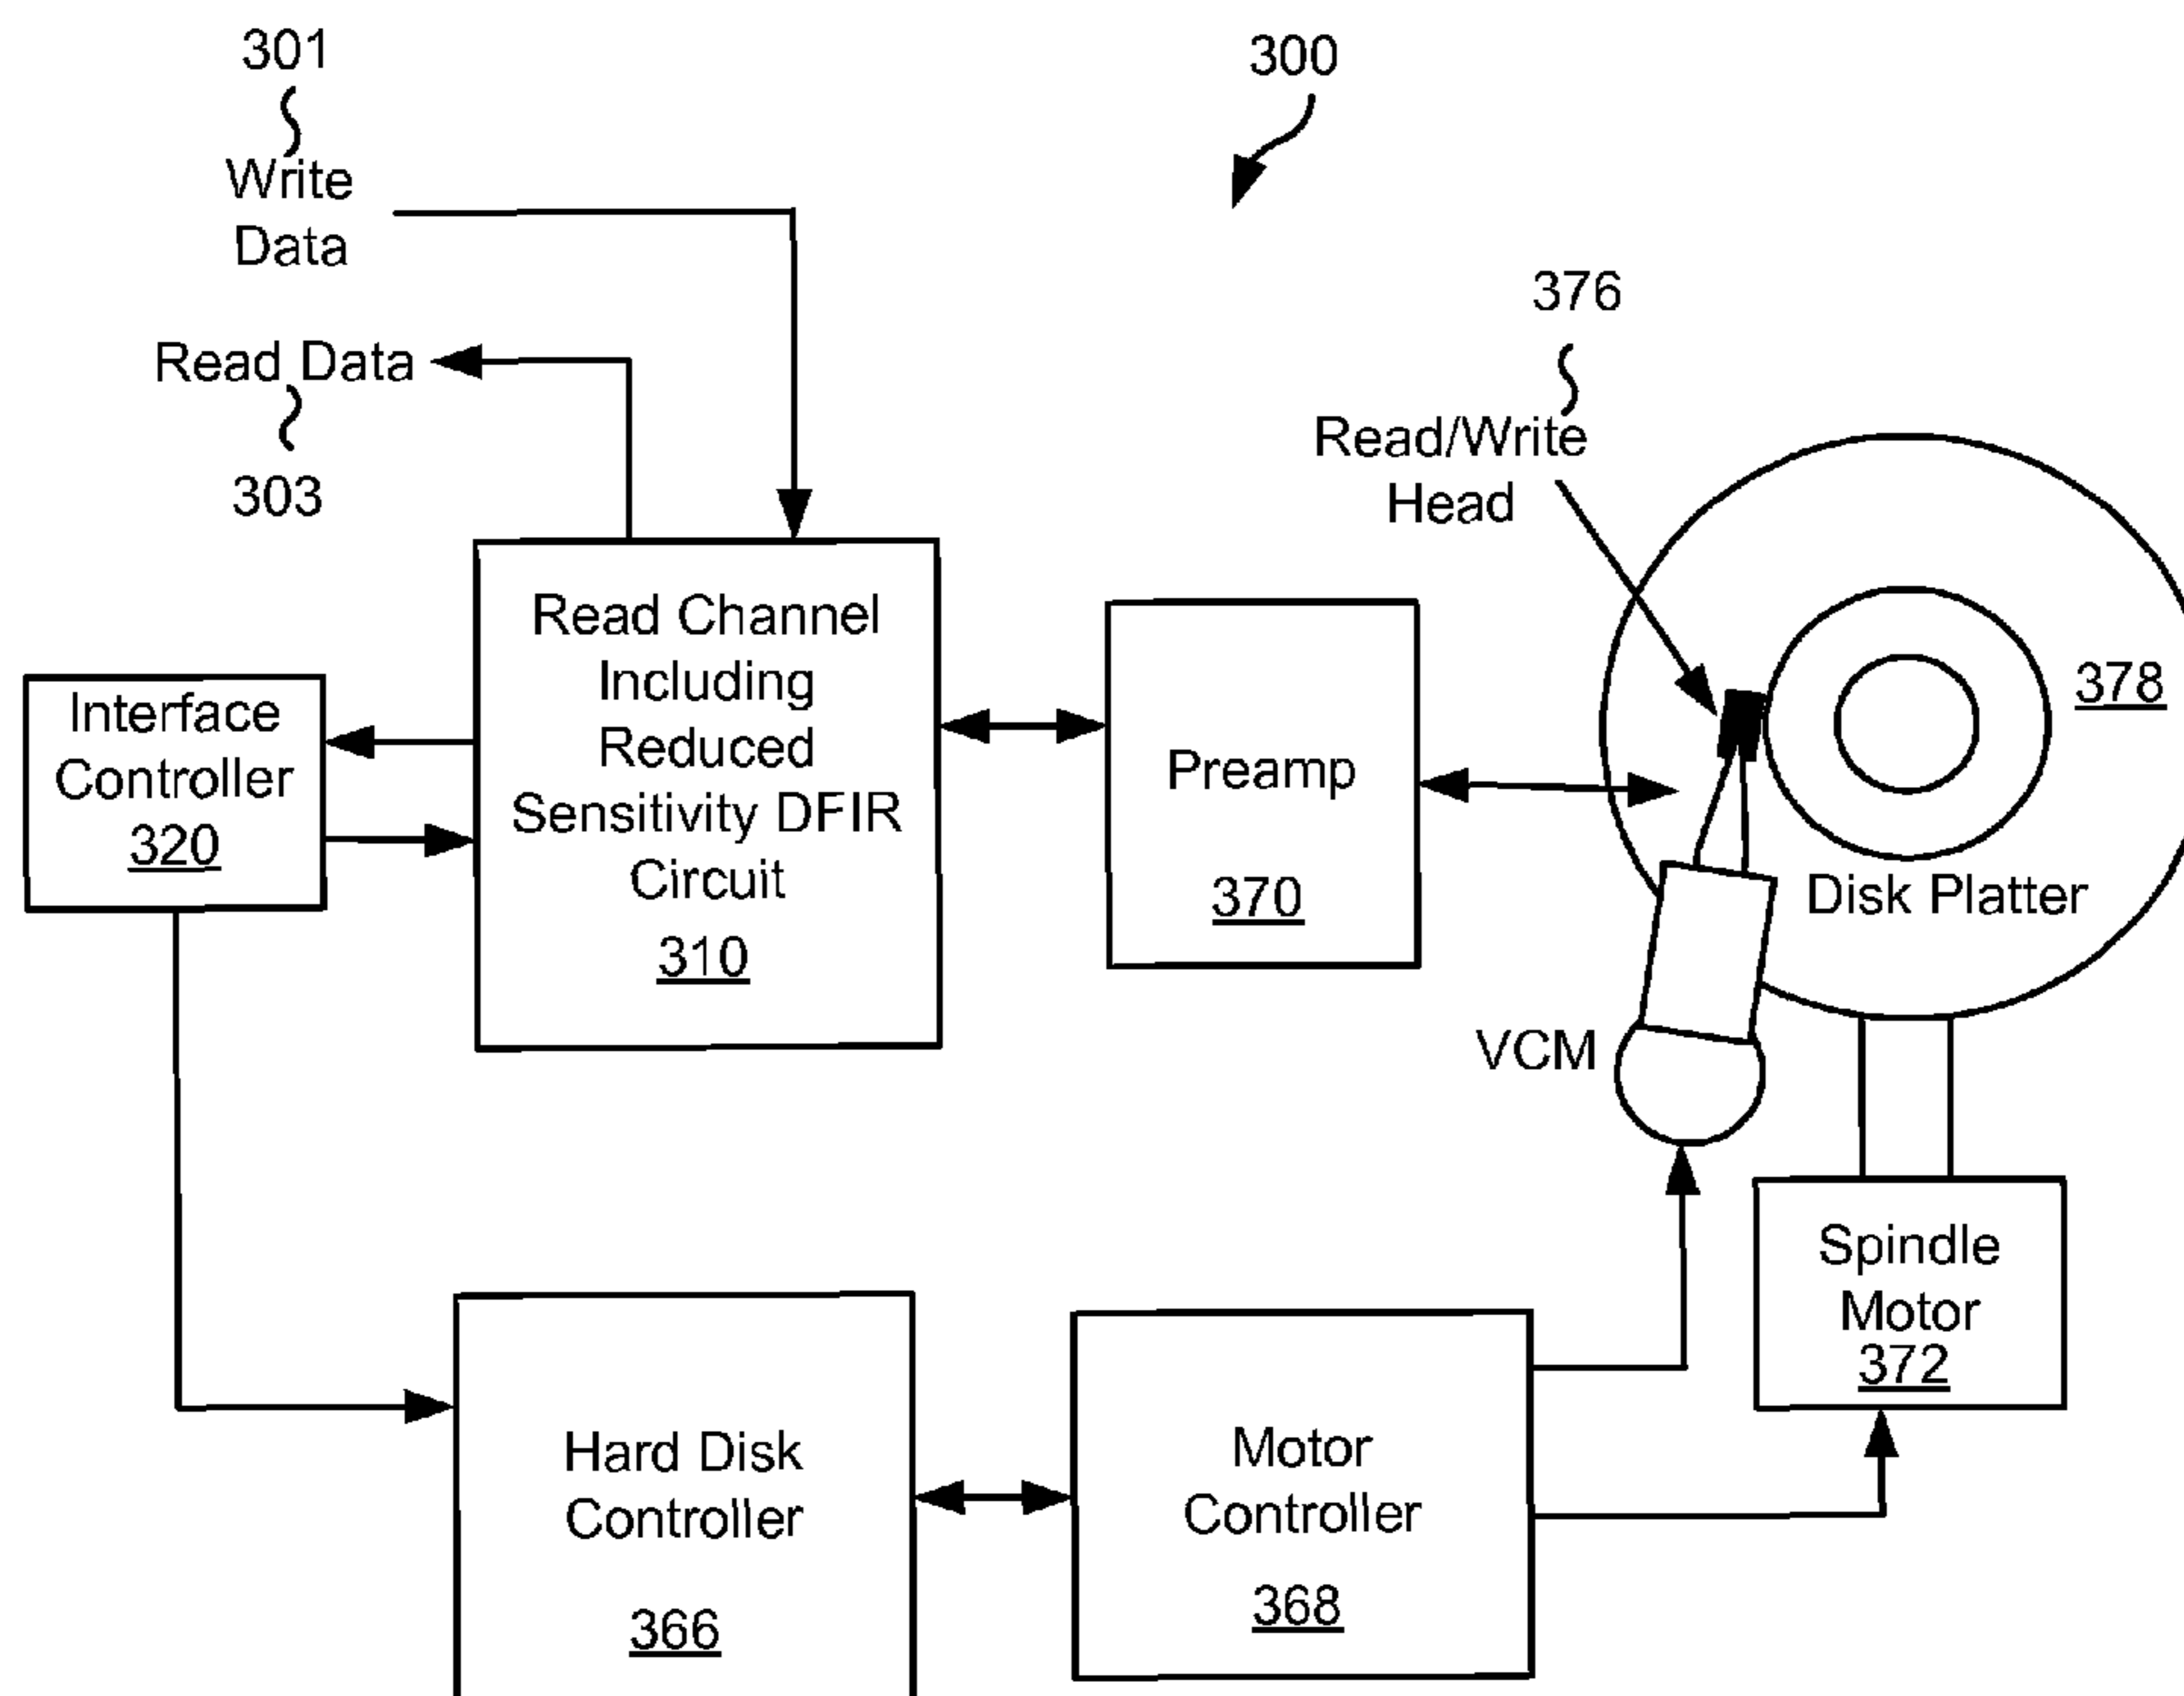 301
Write
Data
300
Read Data
303
376
Read/Write
Head
Interface
Controller
320
Read Channel
Including
Reduced
Sensitivity DFIR
Circuit
310
Preamp
370
378
Disk Platter
VCM
Spindle
Motor
372
Hard Disk
Controller
366
Motor
Controller
368